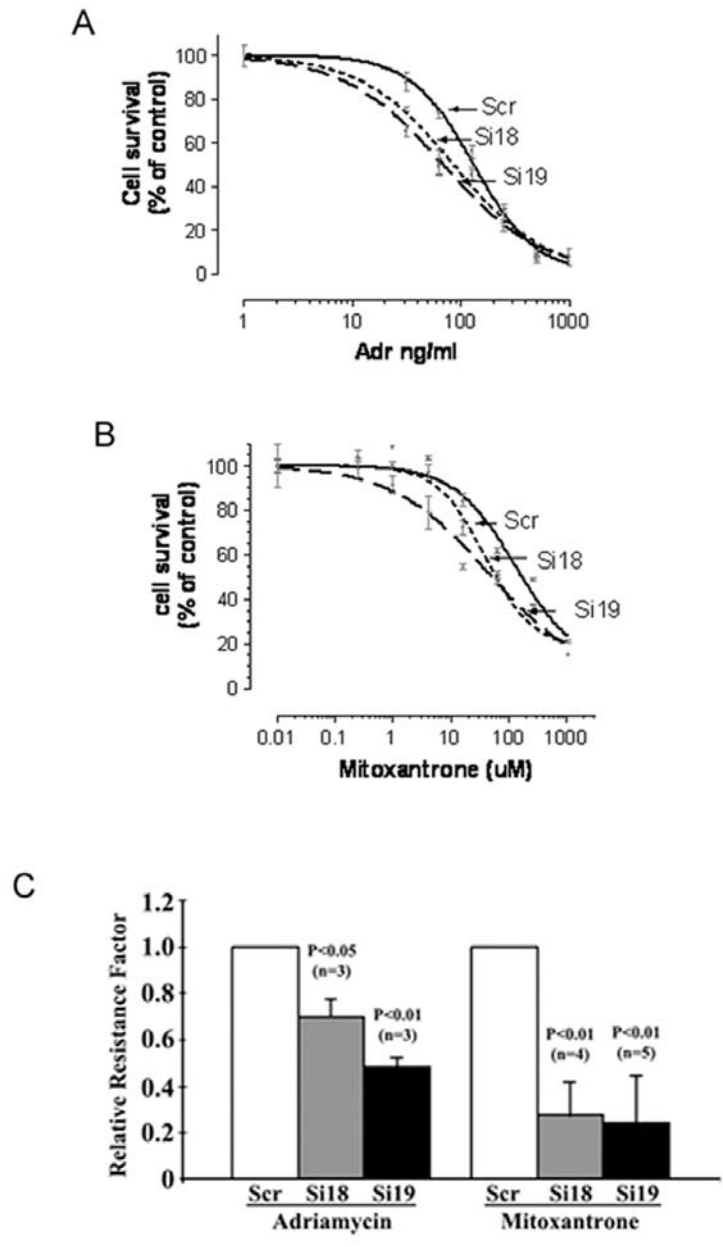 A
Cell survival
(% of control)
100
80
60
40
20
0
Scr
Si18
Si19
1 10 100 1000
Adr ng/ml
B
cell survival
(% of control)
100
80
60
40
20
0
Scr
Si18
Si19
0.01 0.1 1 10 100 1000
Mitoxantrone (uM)
C
Relative Resistance Factor
1.2
1.0
0.8
0.6
0.4
0.2
0
P<0.05
(n=3)
P<0.01
(n=3)
P<0.01
(n=4)
P<0.01
(n=5)
Scr Si18 Si19 Scr Si18 Si19
Adriamycin Mitoxantrone